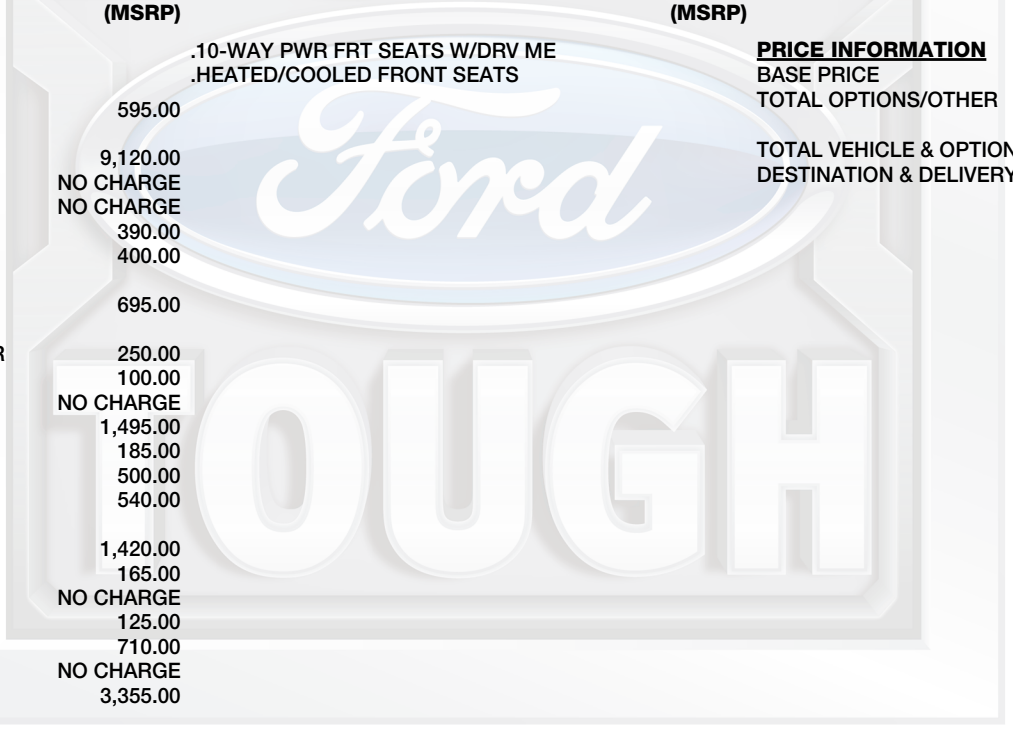 (MSRP)
(MSRP)
.10-WAY PWR FRT SEATS W/DRV ME
.HEATED/COOLED FRONT SEATS
595.00
9,120.00
NO CHARGE
NO CHARGE
390.00
400.00
695.00
R 250.00
100.00
NO CHARGE
1,495.00
185.00
500.00
540.00
1,420.00
165.00
NO CHARGE
125.00
710.00
NO CHARGE
3,355.00
PRICE INFORMATION
BASE PRICE
TOTAL OPTIONS/OTHER
TOTAL VEHICLE & OPTION
DESTINATION & DELIVERY
Ford
TOUGH